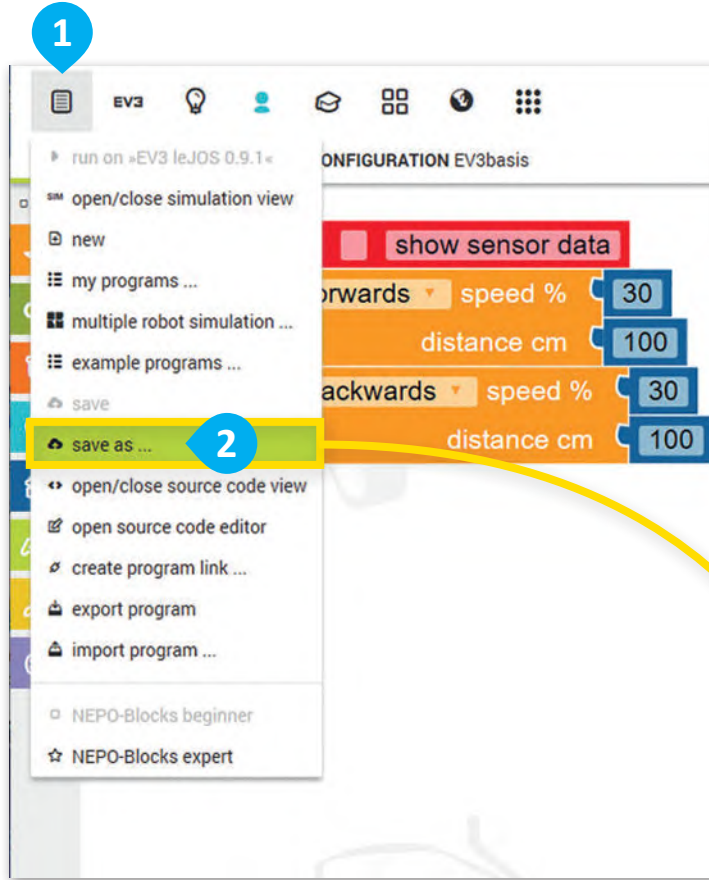 1
EV3
run on »EV3 leJOS 0.9.1«
ONFIGURATION EV3basis
SIM open/close simulation view
new
my programs ...
multiple robot simulation ...
example programs ...
save
save as ...
2
open/close source code view
open source code editor
create program link ...
export program
import program ...
NEPO-Blocks beginner
NEPO-Blocks expert
show sensor data
orwards speed % 30
distance cm 100
ackwards speed % 30
distance cm 100